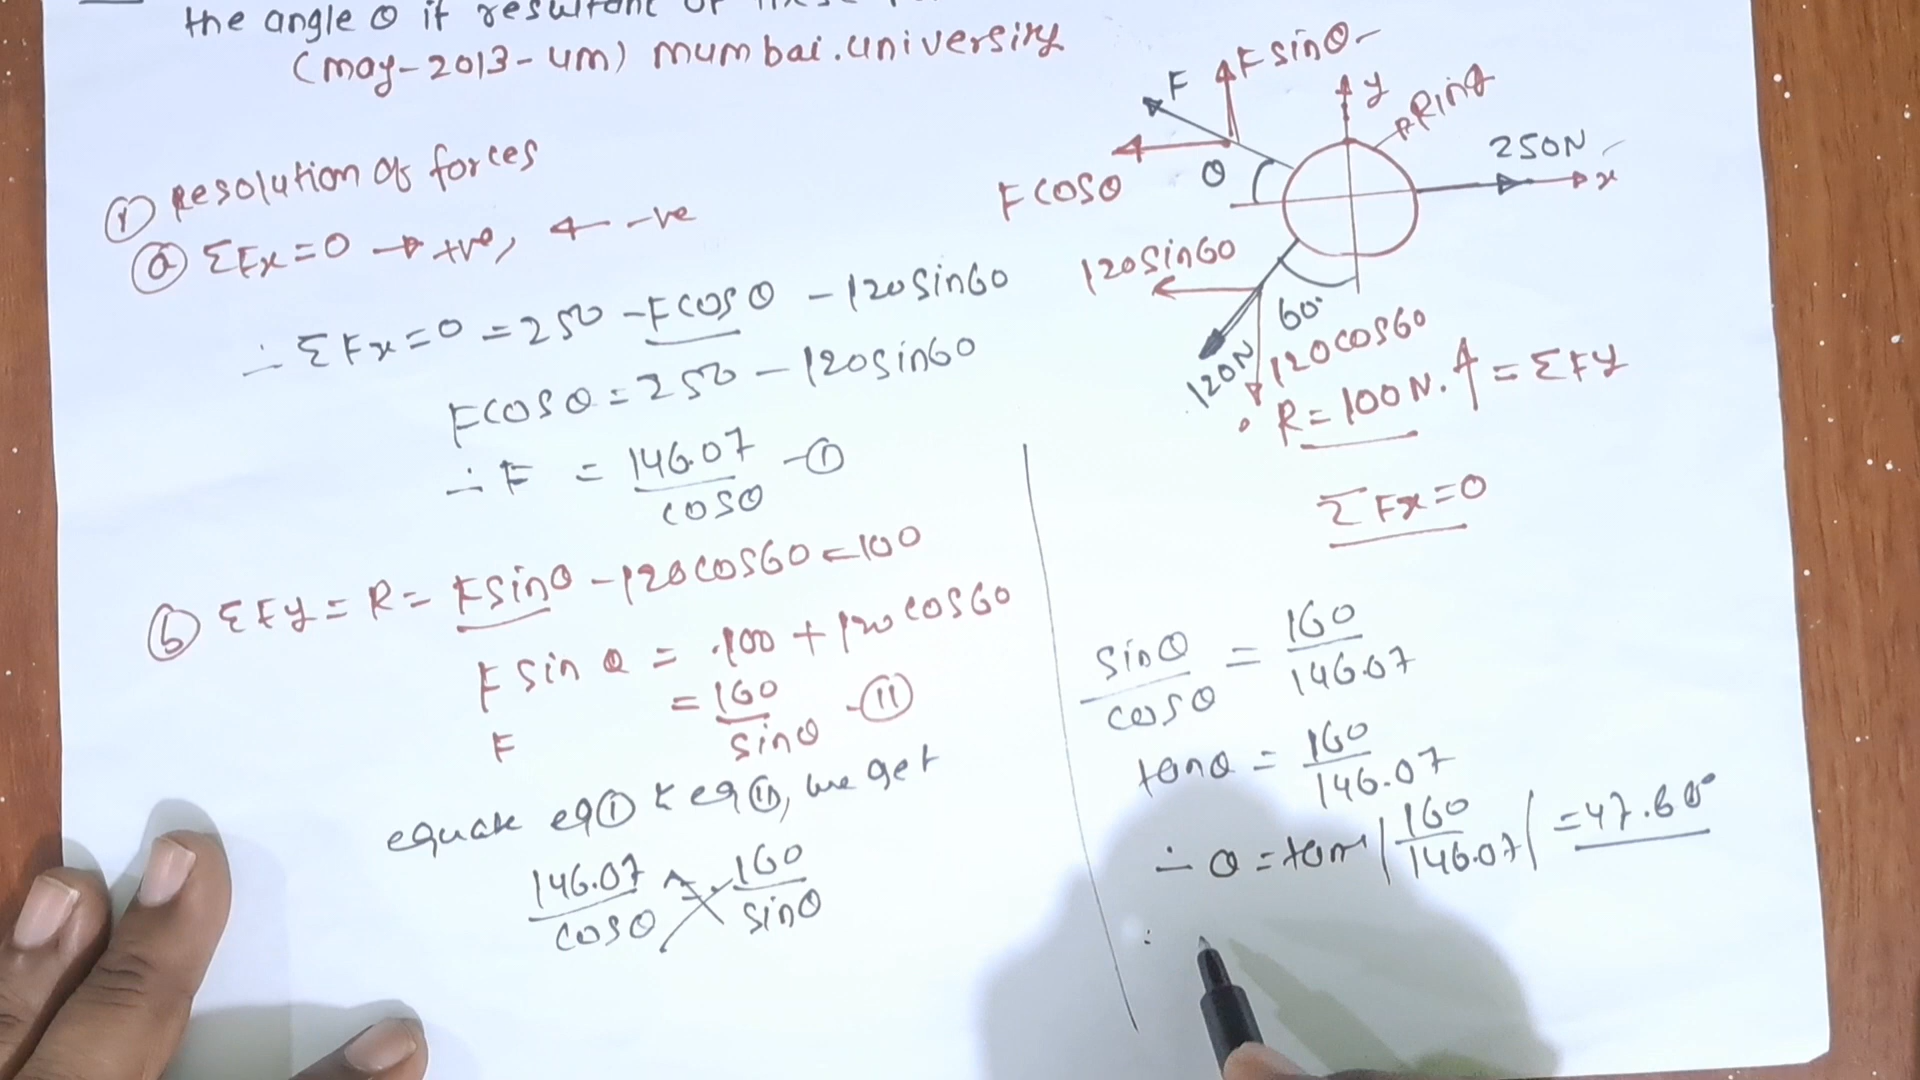 the angle θ if resultant of
(may-2013-4m) mumbai.university
① Resolution of forces
ⓐ ΣFx=0 → +ve, ← -ve
∴ ΣFx=0 = 250 -Fcosθ - 120sin60
Fcosθ = 250 - 120sin60
∴ F = 146.07 / cosθ -①
ⓑ ΣFy = R = Fsinθ - 120cos60 = 100
F sinθ = 100 + 120cos60
F = 160 / sinθ -⑪
equate eq① & eq⑪, we get
146.07 / cosθ = 160 / sinθ
F
Fsinθ
y
Ring
250N
x
Fcosθ
θ
120sin60
60°
120N
120cos60
R = 100N. ↑ = ΣFy
ΣFx=0
sinθ / cosθ = 160 / 146.07
tanθ = 160 / 146.07
∴ θ = tan⁻¹ | 160 / 146.07 | = 47.60°